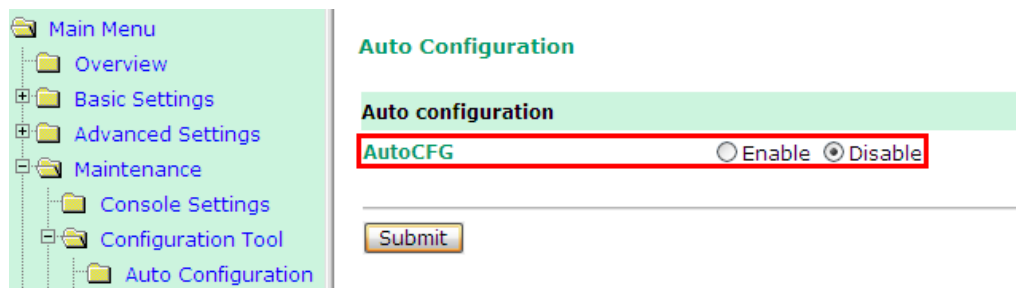 Main Menu
Overview
Basic Settings
Advanced Settings
Maintenance
Console Settings
Configuration Tool
Auto Configuration
Auto Configuration
Auto configuration
AutoCFG Enable Disable
Submit